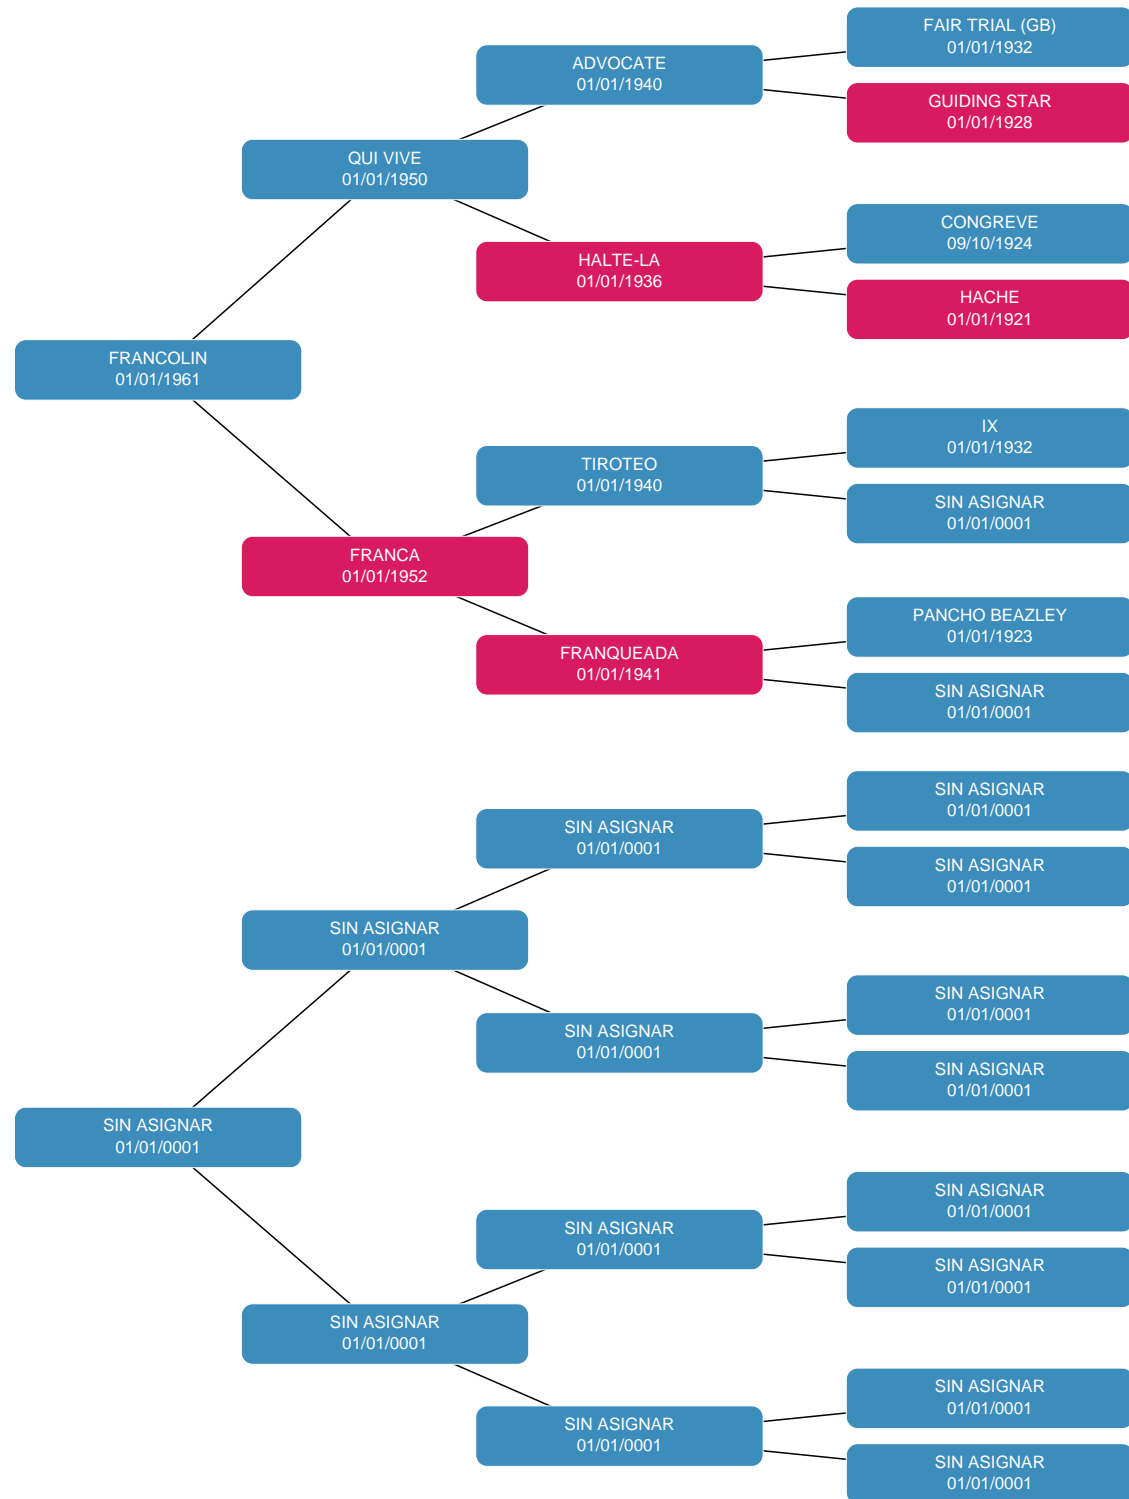 FAIR TRIAL (GB)
01/01/1932
ADVOCATE
01/01/1940
GUIDING STAR
01/01/1928
QUI VIVE
01/01/1950
CONGREVE
09/10/1924
HALTE-LA
01/01/1936
HACHE
01/01/1921
FRANCOLIN
01/01/1961
IX
01/01/1932
TIROTEO
01/01/1940
SIN ASIGNAR
01/01/0001
FRANCA
01/01/1952
PANCHO BEAZLEY
01/01/1923
FRANQUEADA
01/01/1941
SIN ASIGNAR
01/01/0001
SIN ASIGNAR
01/01/0001
SIN ASIGNAR
01/01/0001
SIN ASIGNAR
01/01/0001
SIN ASIGNAR
01/01/0001
SIN ASIGNAR
01/01/0001
SIN ASIGNAR
01/01/0001
SIN ASIGNAR
01/01/0001
SIN ASIGNAR
01/01/0001
SIN ASIGNAR
01/01/0001
SIN ASIGNAR
01/01/0001
SIN ASIGNAR
01/01/0001
SIN ASIGNAR
01/01/0001
SIN ASIGNAR
01/01/0001
SIN ASIGNAR
01/01/0001
SIN ASIGNAR
01/01/0001